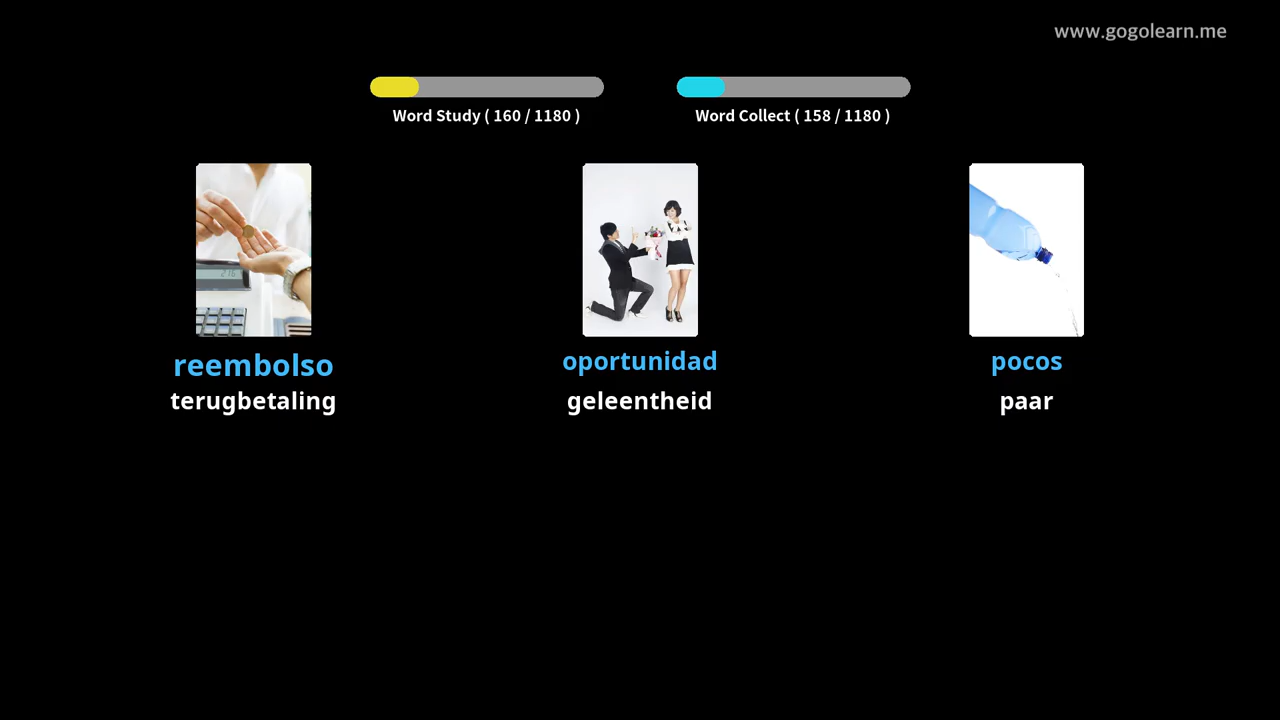 www.gogolearn.me
Word Study ( 160 / 1180 )
Word Collect ( 158 / 1180 )
reembolso
terugbetaling
oportunidad
geleentheid
pocos
paar